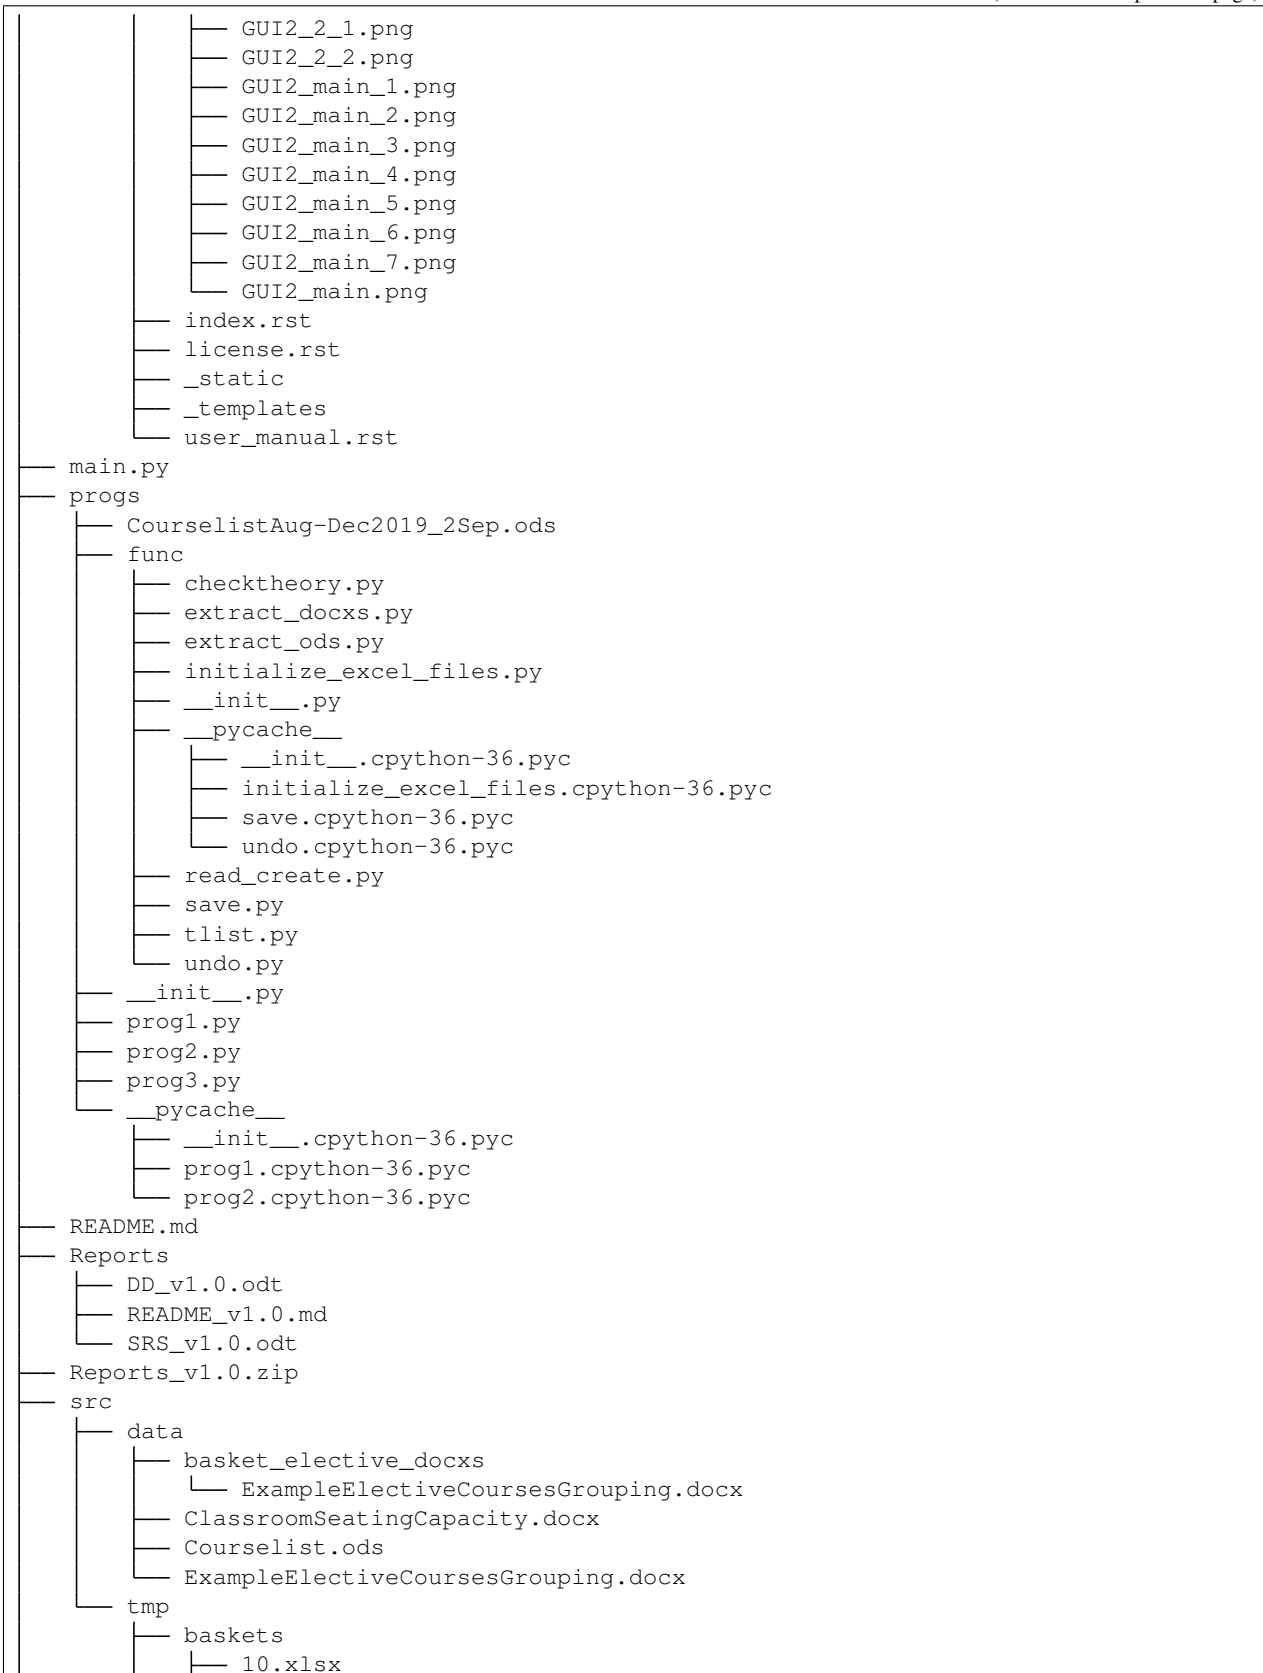 │       │   ├── GUI2_2_1.png
│       │   ├── GUI2_2_2.png
│       │   ├── GUI2_main_1.png
│       │   ├── GUI2_main_2.png
│       │   ├── GUI2_main_3.png
│       │   ├── GUI2_main_4.png
│       │   ├── GUI2_main_5.png
│       │   ├── GUI2_main_6.png
│       │   ├── GUI2_main_7.png
│       │   └── GUI2_main.png
│       ├── index.rst
│       ├── license.rst
│       ├── _static
│       ├── _templates
│       └── user_manual.rst
├── main.py
├── progs
│   ├── CourselistAug-Dec2019_2Sep.ods
│   ├── func
│   │   ├── checktheory.py
│   │   ├── extract_docxs.py
│   │   ├── extract_ods.py
│   │   ├── initialize_excel_files.py
│   │   ├── __init__.py
│   │   ├── __pycache__
│   │   │   ├── __init__.cpython-36.pyc
│   │   │   ├── initialize_excel_files.cpython-36.pyc
│   │   │   ├── save.cpython-36.pyc
│   │   │   └── undo.cpython-36.pyc
│   │   ├── read_create.py
│   │   ├── save.py
│   │   ├── tlist.py
│   │   └── undo.py
│   ├── __init__.py
│   ├── prog1.py
│   ├── prog2.py
│   ├── prog3.py
│   └── __pycache__
│       ├── __init__.cpython-36.pyc
│       ├── prog1.cpython-36.pyc
│       └── prog2.cpython-36.pyc
├── README.md
├── Reports
│   ├── DD_v1.0.odt
│   ├── README_v1.0.md
│   └── SRS_v1.0.odt
├── Reports_v1.0.zip
├── src
│   ├── data
│   │   ├── basket_elective_docxs
│   │   │   └── ExampleElectiveCoursesGrouping.docx
│   │   ├── ClassroomSeatingCapacity.docx
│   │   ├── Courselist.ods
│   │   └── ExampleElectiveCoursesGrouping.docx
│   └── tmp
│       ├── baskets
│       │   ├── 10.xlsx